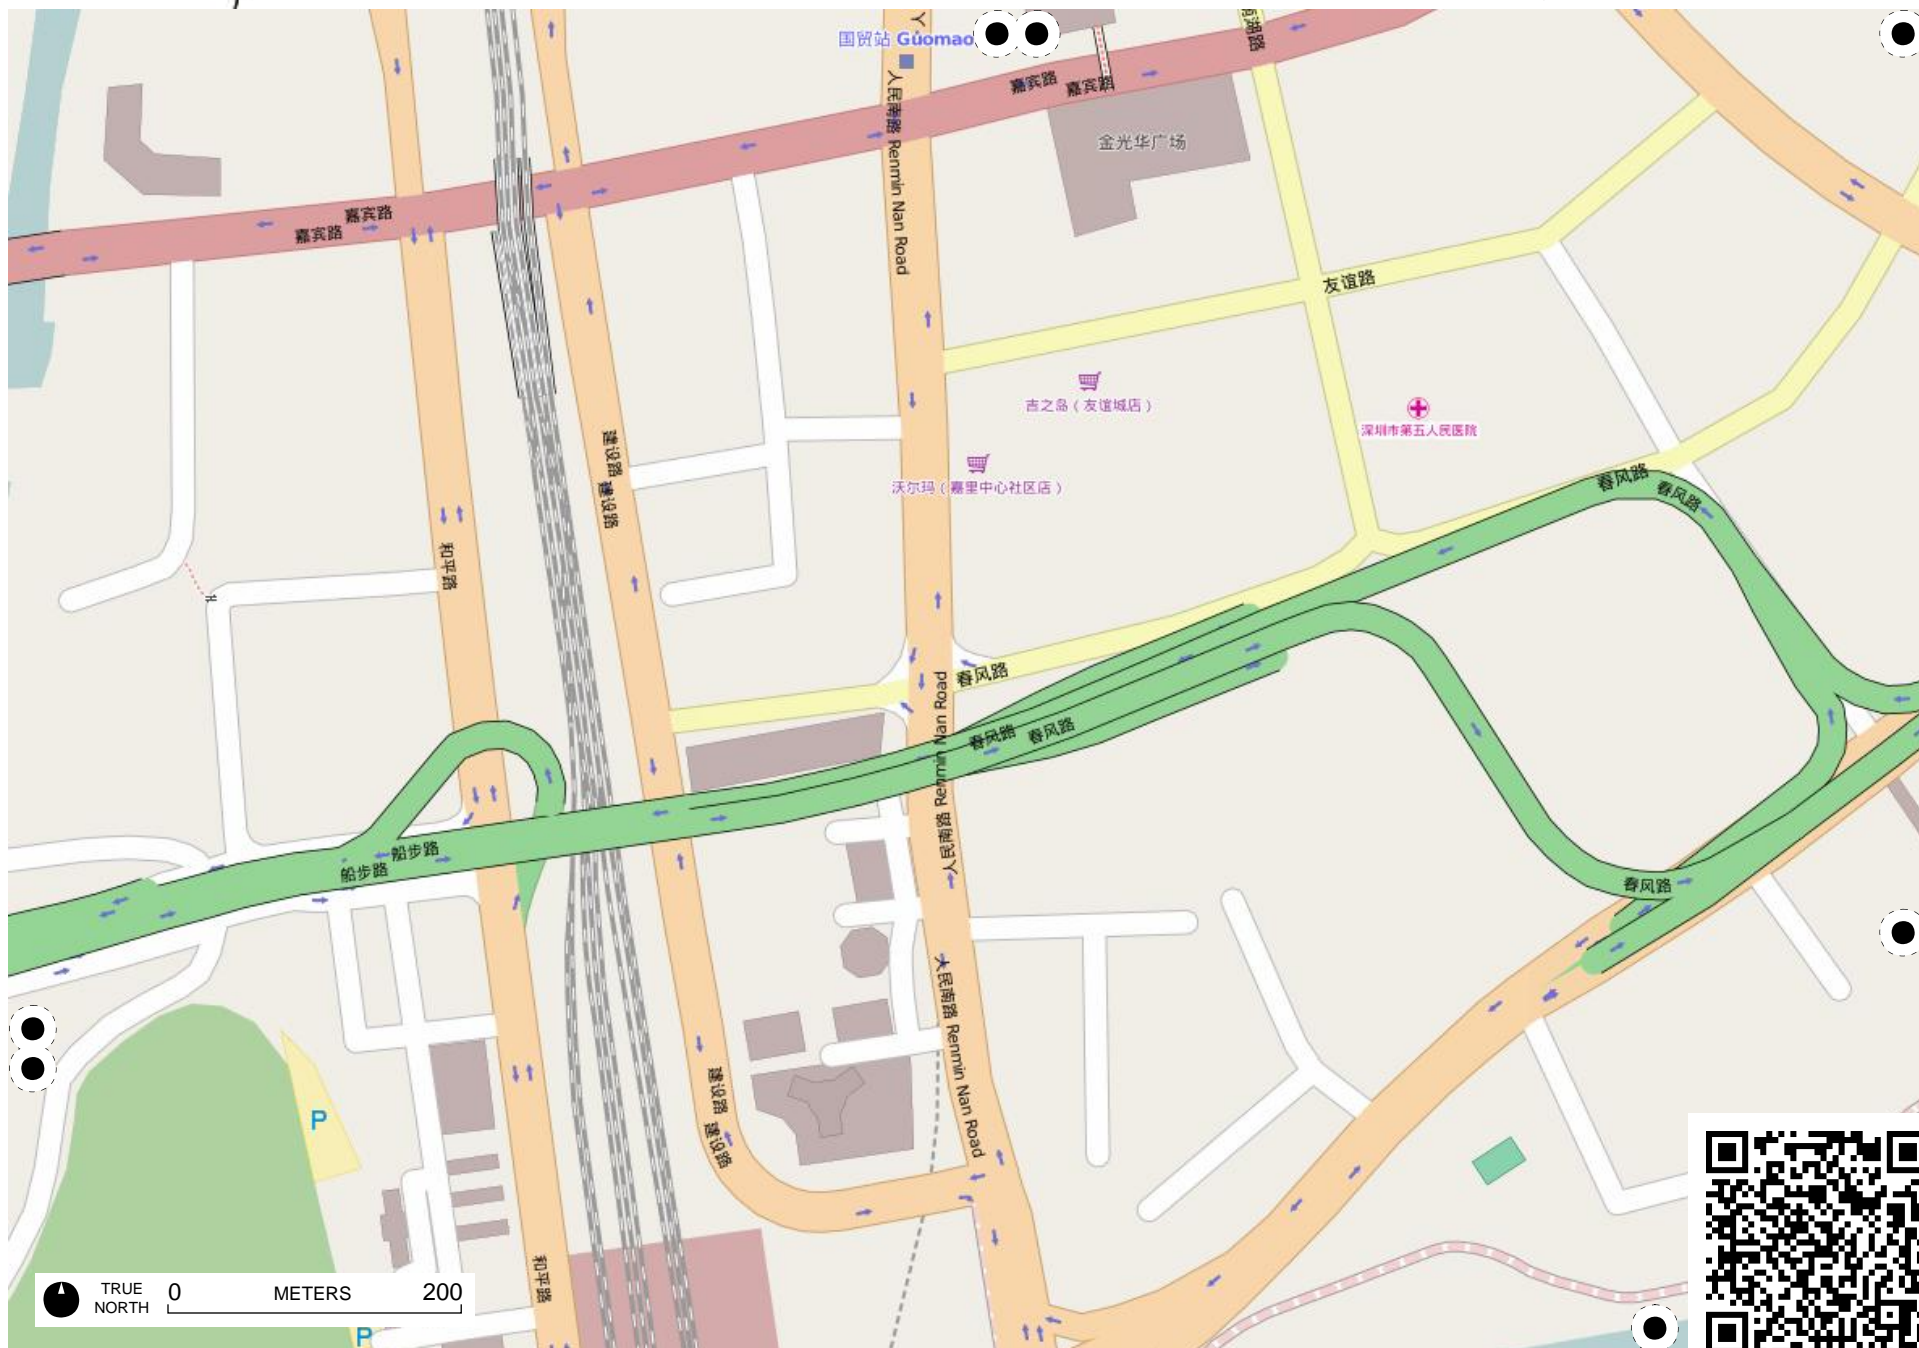 国贸站 Guomao
嘉宾路
嘉宾路
金光华广场
人民南路 Renmin Nan Road
嘉宾路
嘉宾路
友谊路
吉之岛（友谊城店）
深圳市第五人民医院
建设路
建设路
沃尔玛（嘉里中心社区店）
春风路
春风路
和平路
春风路
春风路
春风路
人民南路 Renmin Nan Road
船步路
船步路
春风路
人民南路 Renmin Nan Road
建设路
建设路
P
和平路
P
TRUE
NORTH
0 METERS 200